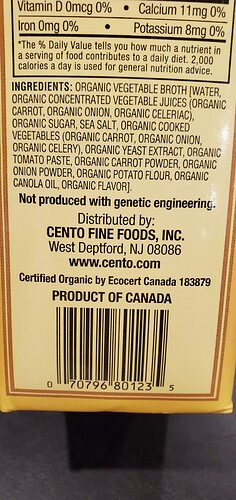 Vitamin D 0mcg 0% • Calcium 11mg 0%
Iron 0mg 0% • Potassium 8mg 0%
*The % Daily Value tells you how much a nutrient in
a serving of food contributes to a daily diet. 2,000
calories a day is used for general nutrition advice.
INGREDIENTS: ORGANIC VEGETABLE BROTH [WATER,
ORGANIC CONCENTRATED VEGETABLE JUICES (ORGANIC
CARROT, ORGANIC ONION, ORGANIC CELERIAC),
ORGANIC SUGAR, SEA SALT, ORGANIC COOKED
VEGETABLES (ORGANIC CARROT, ORGANIC ONION,
ORGANIC CELERY), ORGANIC YEAST EXTRACT, ORGANIC
TOMATO PASTE, ORGANIC CARROT POWDER, ORGANIC
ONION POWDER, ORGANIC POTATO FLOUR, ORGANIC
CANOLA OIL, ORGANIC FLAVOR].
Not produced with genetic engineering.
Distributed by:
CENTO FINE FOODS, INC.
West Deptford, NJ 08086
www.cento.com
Certified Organic by Ecocert Canada 183879
PRODUCT OF CANADA
0 70796 80123 5